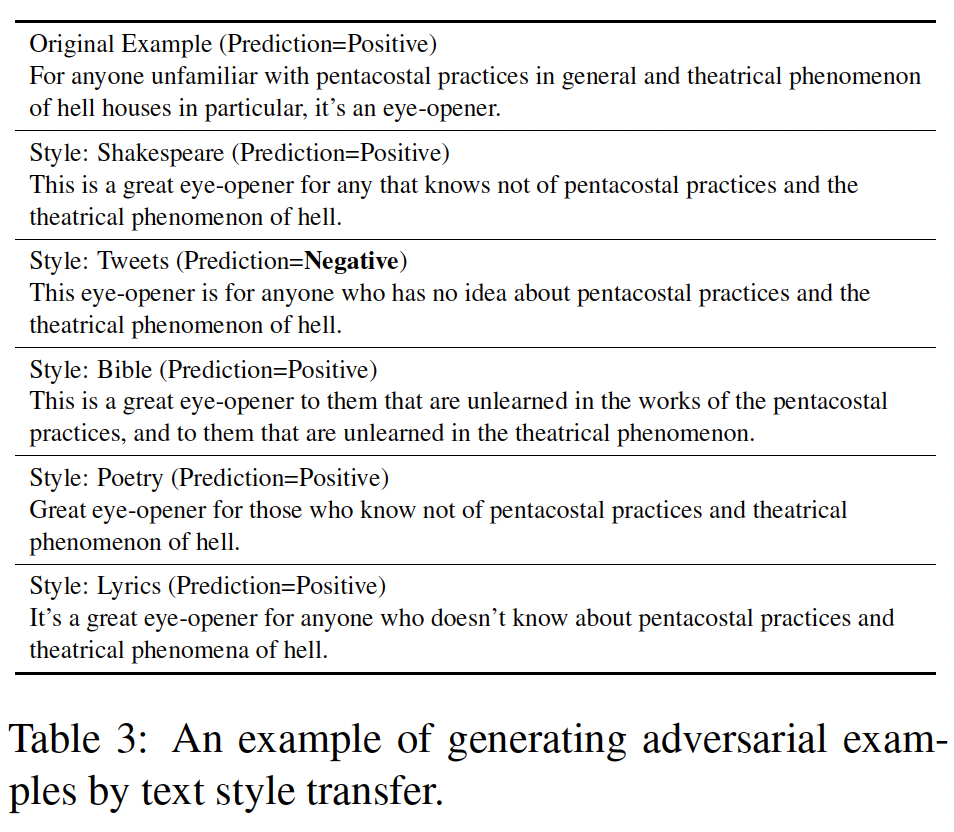 Original Example (Prediction=Positive)
For anyone unfamiliar with pentacostal practices in general and theatrical phenomenon
of hell houses in particular, it’s an eye-opener.
Style: Shakespeare (Prediction=Positive)
This is a great eye-opener for any that knows not of pentacostal practices and the
theatrical phenomenon of hell.
Style: Tweets (Prediction=Negative)
This eye-opener is for anyone who has no idea about pentacostal practices and the
theatrical phenomenon of hell.
Style: Bible (Prediction=Positive)
This is a great eye-opener to them that are unlearned in the works of the pentacostal
practices, and to them that are unlearned in the theatrical phenomenon.
Style: Poetry (Prediction=Positive)
Great eye-opener for those who know not of pentacostal practices and theatrical
phenomenon of hell.
Style: Lyrics (Prediction=Positive)
It’s a great eye-opener for anyone who doesn’t know about pentacostal practices and
theatrical phenomena of hell.
Table 3: An example of generating adversarial exam-
ples by text style transfer.